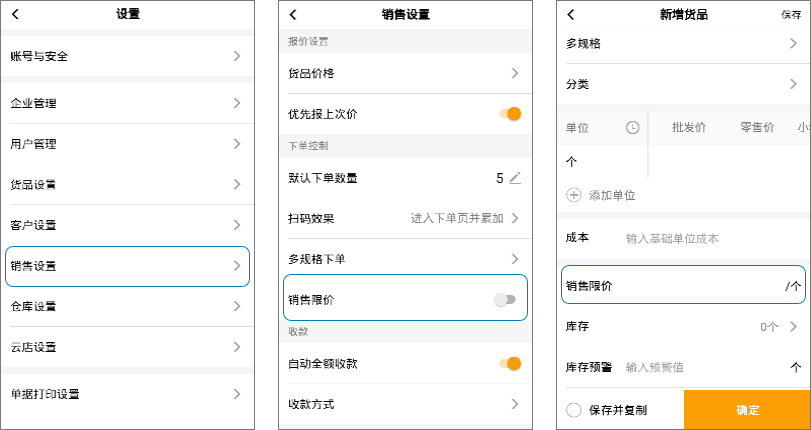 设置
账号与安全
企业管理
用户管理
货品设置
客户设置
销售设置
仓库设置
云店设置
单据打印设置
销售设置
报价设置
货品价格
优先报上次价
下单控制
默认下单数量 5
扫码效果 进入下单页并累加
多规格下单
销售限价
收款
自动全额收款
收款方式
新增货品 保存
多规格
分类
单位 批发价 零售价 小
个
添加单位
成本 输入基础单位成本
销售限价 /个
库存 0个
库存预警 输入预警值 个
保存并复制 确定